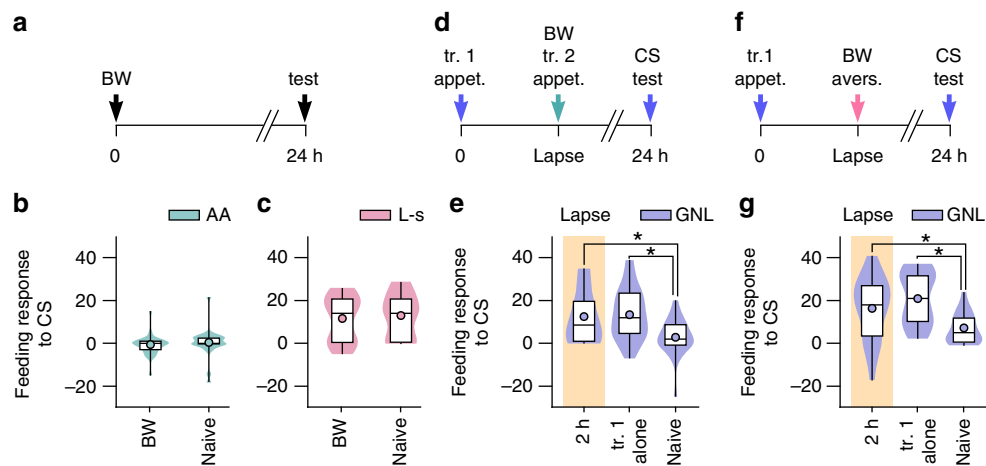 a
BW
test
0
24 h
d
tr. 1
appet.
BW
tr. 2
appet.
CS
test
0
Lapse
24 h
f
tr.1
appet.
BW
avers.
CS
test
0
Lapse
24 h
b
AA
Feeding response
to CS
40
20
0
−20
BW
Naive
c
L-s
40
20
0
−20
BW
Naive
e
Lapse
GNL
Feeding response
to CS
40
20
0
−20
*
*
2 h
tr. 1
alone
Naive
g
Lapse
GNL
Feeding response
to CS
40
20
0
−20
*
*
2 h
tr. 1
alone
Naive